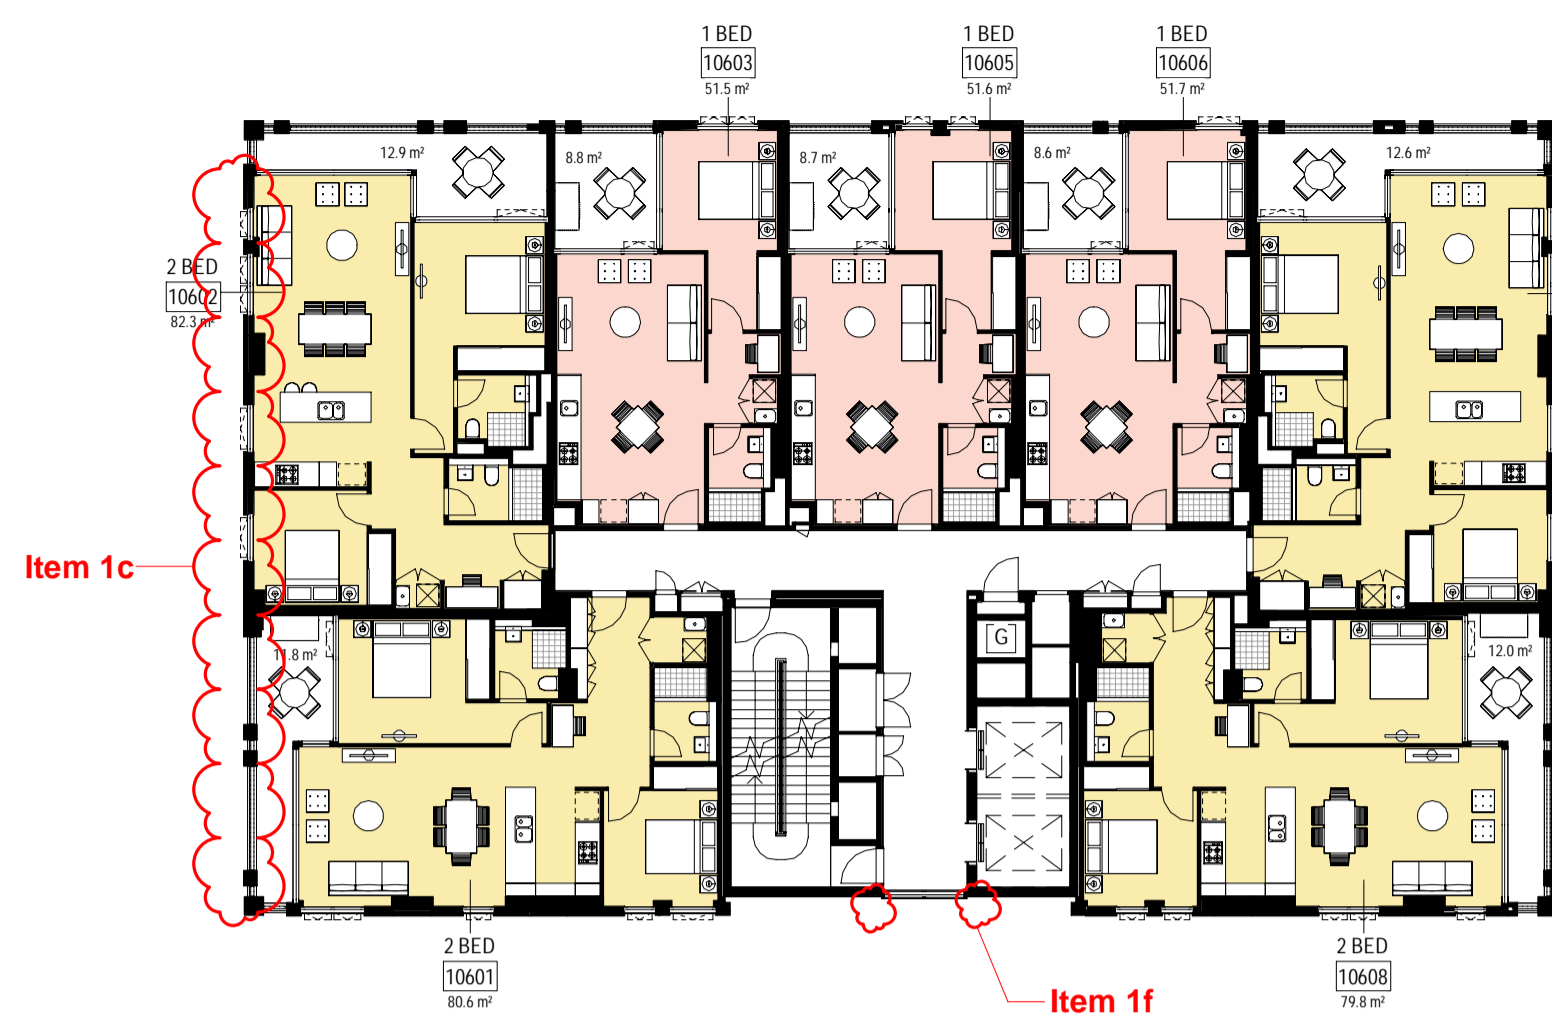 1 BED
10603
51.5 m²
1 BED
10605
51.6 m²
1 BED
10606
51.7 m²
12.9 m²
8.8 m²
8.7 m²
8.6 m²
12.6 m²
2 BED
10602
82.3 m²
Item 1c
11.8 m²
G
12.0 m²
2 BED
10601
80.6 m²
Item 1f
2 BED
10608
79.8 m²